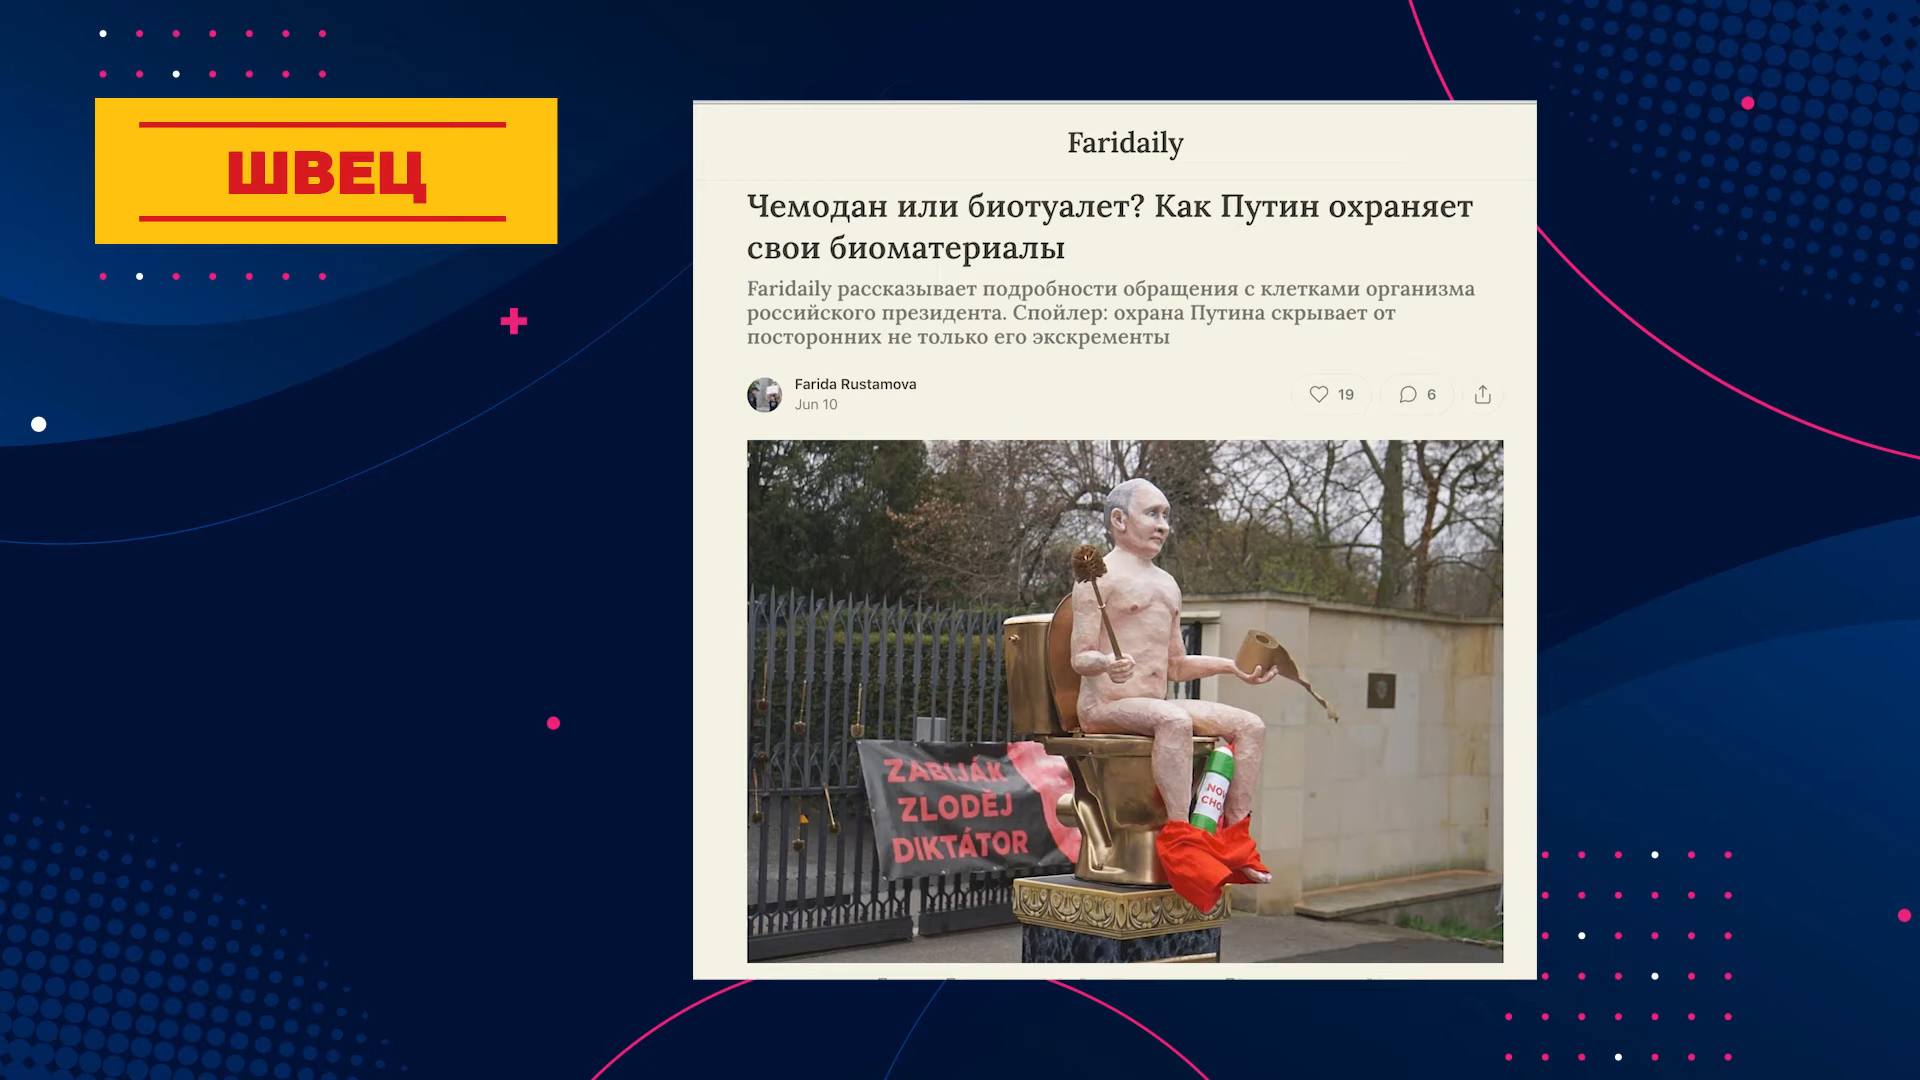 ШВЕЦ
Faridaily
Чемодан или биотуалет? Как Путин охраняет
свои биоматериалы
Faridaily рассказывает подробности обращения с клетками организма
российского президента. Спойлер: охрана Путина скрывает от
посторонних не только его экскременты
Farida Rustamova
Jun 10
19
6
ZABIJÁK
ZLODĚJ
DIKTÁTOR